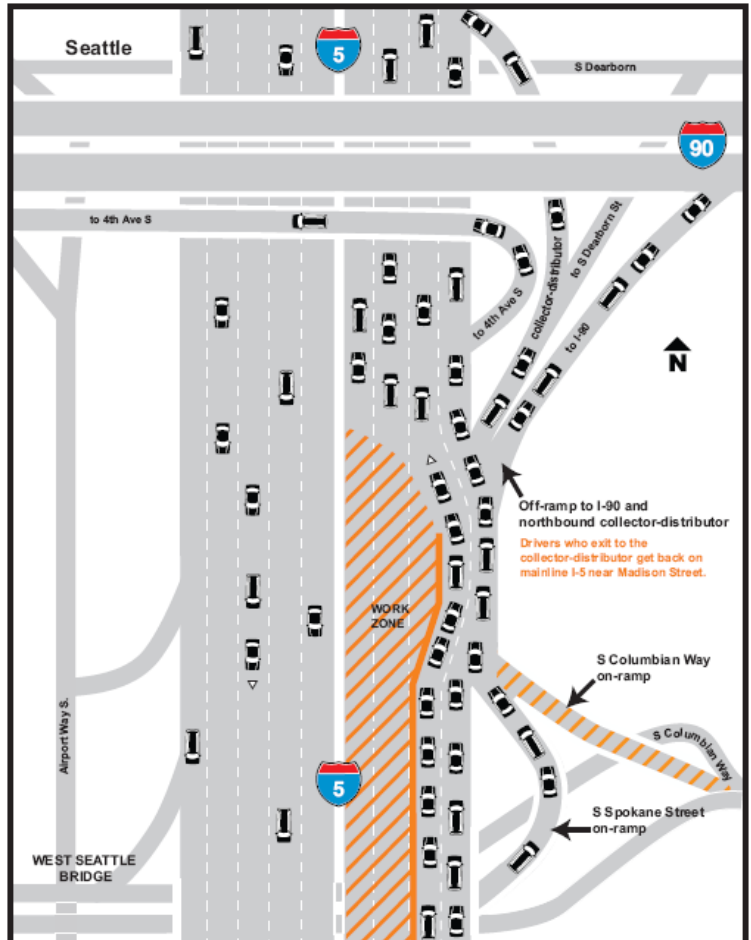 Seattle
5
S Dearborn
90
to 4th Ave S
collector-distributor
to S Dearborn St
to 4th Ave S
to I-90
N
Off-ramp to I-90 and
northbound collector-distributor
Drivers who exit to the
collector-distributor get back on
mainline I-5 near Madison Street.
WORK
ZONE
S Columbian Way
on-ramp
Airport Way S.
S Columbian Way
5
S Spokane Street
on-ramp
WEST SEATTLE
BRIDGE